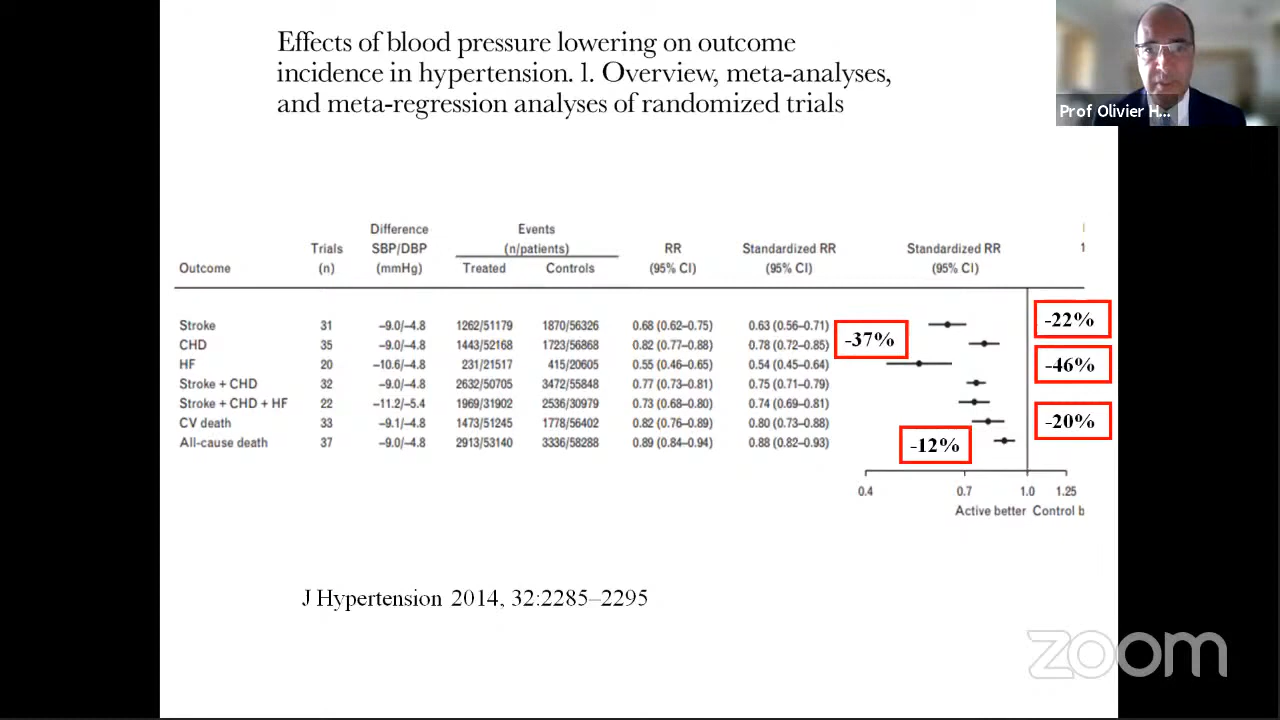 Effects of blood pressure lowering on outcome
incidence in hypertension. l. Overview, meta-analyses,
and meta-regression analyses of randomized trials
Prof Olivier H...
Difference Events
Trials SBP/DBP (n/patients) RR Standardized RR Standardized RR 1
Outcome (n) (mmHg) Treated Controls (95% CI) (95% CI) (95% CI)
Stroke 31 –9.0/–4.8 1262/51179 1870/56326 0.68 (0.62–0.75) 0.63 (0.56–0.71) -22%
CHD 35 –9.0/–4.8 1443/52168 1723/56868 0.82 (0.77–0.88) 0.78 (0.72–0.85) -37%
HF 20 –10.6/–4.8 231/21517 415/20605 0.55 (0.46–0.65) 0.54 (0.45–0.64) -46%
Stroke + CHD 32 –9.0/–4.8 2632/50705 3472/55848 0.77 (0.73–0.81) 0.75 (0.71–0.79)
Stroke + CHD + HF 22 –11.2/–5.4 1969/31902 2536/30979 0.73 (0.68–0.80) 0.74 (0.69–0.81)
CV death 33 –9.1/–4.8 1473/51245 1778/56402 0.82 (0.76–0.89) 0.80 (0.73–0.88) -20%
All-cause death 37 –9.0/–4.8 2913/53140 3336/58288 0.89 (0.84–0.94) 0.88 (0.82–0.93) -12%
0.4 0.7 1.0 1.25
Active better Control b
J Hypertension 2014, 32:2285–2295
zoom